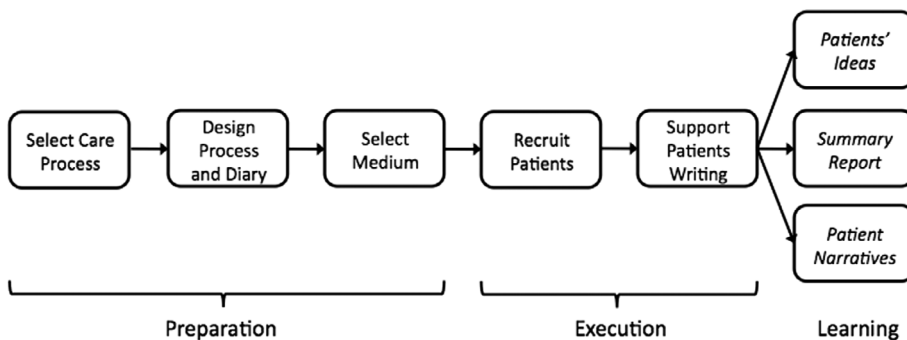 Select Care
Process
Design
Process
and Diary
Select
Medium
Recruit
Patients
Support
Patients
Writing
Patients'
Ideas
Summary
Report
Patient
Narratives
Preparation
Execution
Learning